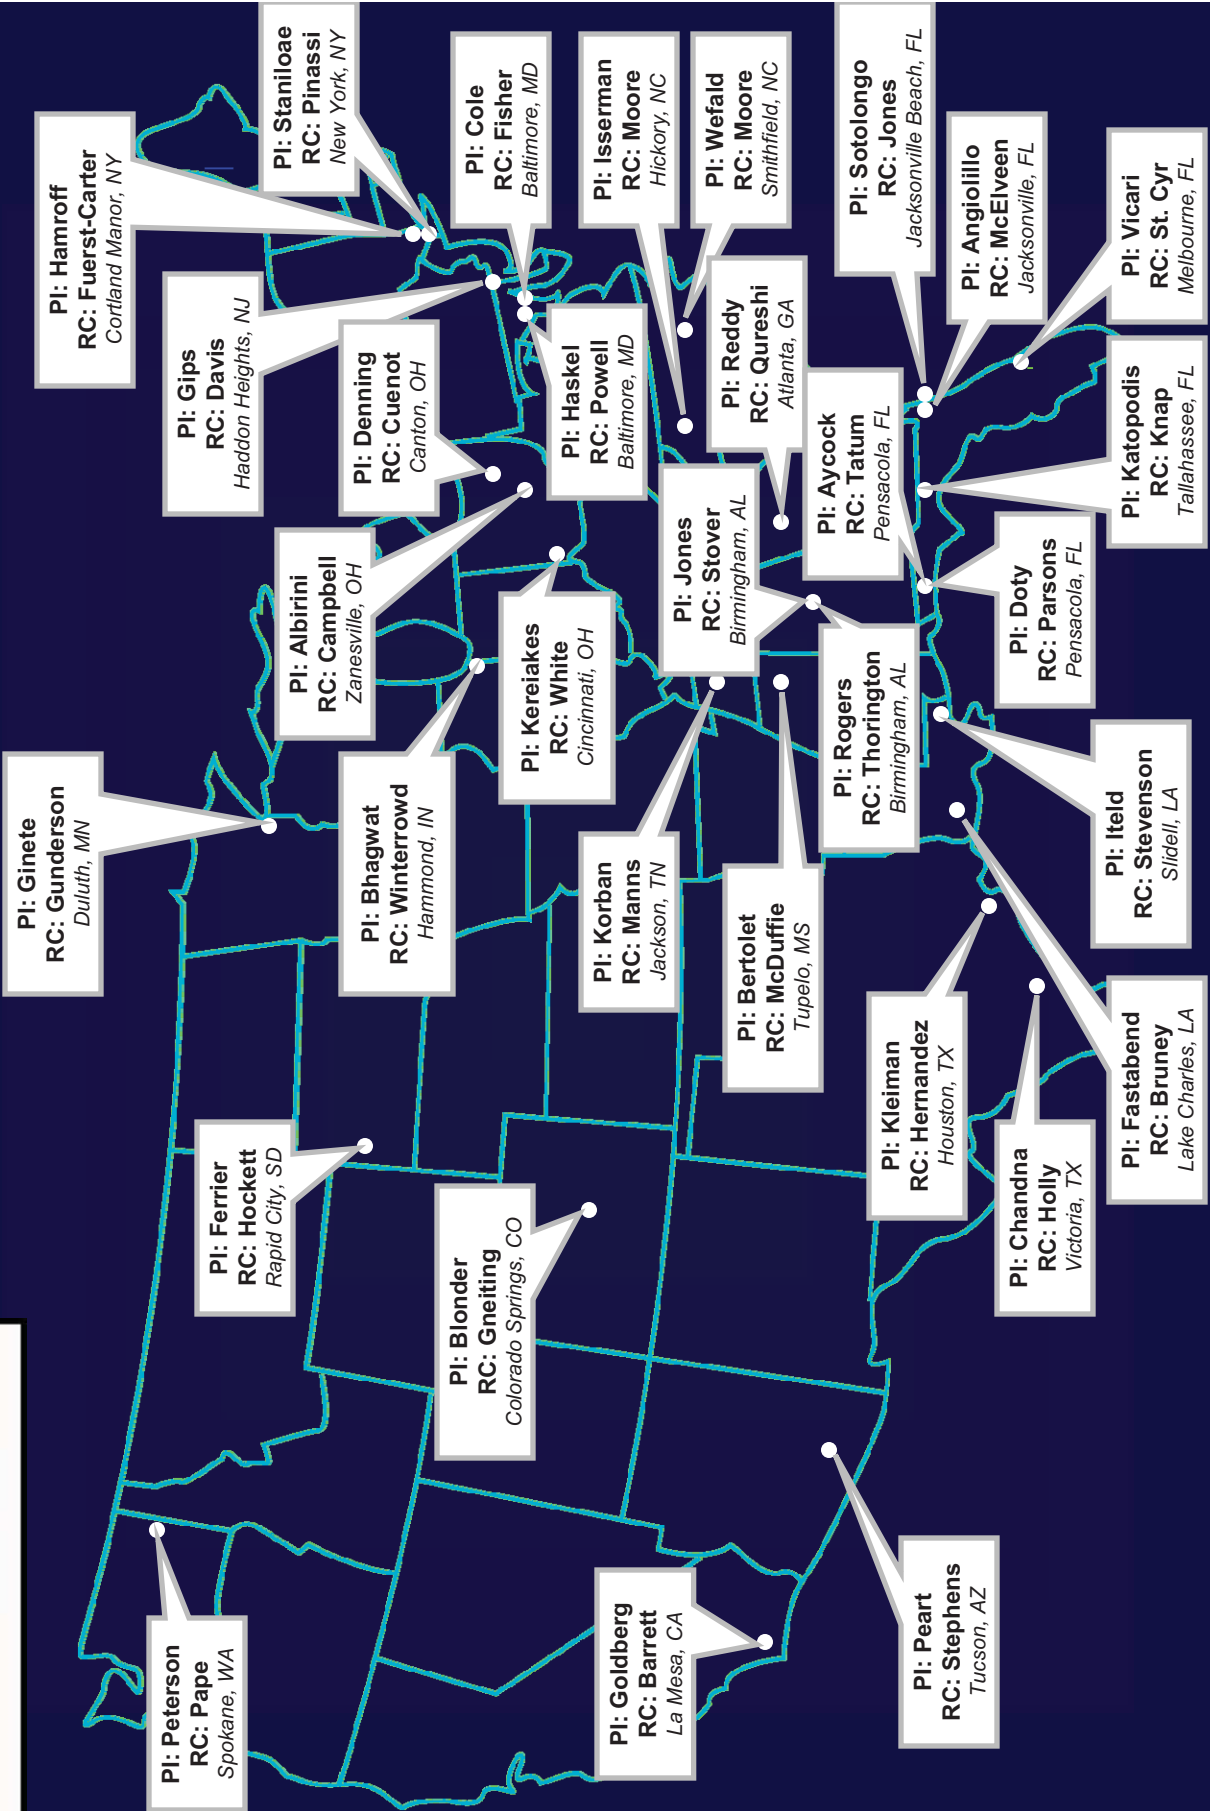 PI: Peterson
RC: Pape
Spokane, WA
PI: Ginete
RC: Gunderson
Duluth, MN
PI: Hamroff
RC: Fuerst-Carter
Cortland Manor, NY
PI: Staniloae
RC: Pinassi
New York, NY
PI: Gips
RC: Davis
Haddon Heights, NJ
PI: Ferrier
RC: Hockett
Rapid City, SD
PI: Albirini
RC: Campbell
Zanesville, OH
PI: Denning
RC: Cuenot
Canton, OH
PI: Bhagwat
RC: Winterrowd
Hammond, IN
PI: Cole
RC: Fisher
Baltimore, MD
PI: Blonder
RC: Gneiting
Colorado Springs, CO
PI: Kereiakes
RC: White
Cincinnati, OH
PI: Haskel
RC: Powell
Baltimore, MD
PI: Isserman
RC: Moore
Hickory, NC
PI: Goldberg
RC: Barrett
La Mesa, CA
PI: Korban
RC: Manns
Jackson, TN
PI: Jones
RC: Stover
Birmingham, AL
PI: Wefald
RC: Moore
Smithfield, NC
PI: Reddy
RC: Qureshi
Atlanta, GA
PI: Bertolet
RC: McDuffie
Tupelo, MS
PI: Rogers
RC: Thorington
Birmingham, AL
PI: Aycock
RC: Tatum
Pensacola, FL
PI: Sotolongo
RC: Jones
Jacksonville Beach, FL
PI: Peart
RC: Stephens
Tucson, AZ
PI: Kleiman
RC: Hernandez
Houston, TX
PI: Angiolillo
RC: McElveen
Jacksonville, FL
PI: Chandna
RC: Holly
Victoria, TX
PI: Doty
RC: Parsons
Pensacola, FL
PI: Iteld
RC: Stevenson
Slidell, LA
PI: Fastabend
RC: Bruney
Lake Charles, LA
PI: Katopodis
RC: Knap
Tallahassee, FL
PI: Vicari
RC: St. Cyr
Melbourne, FL